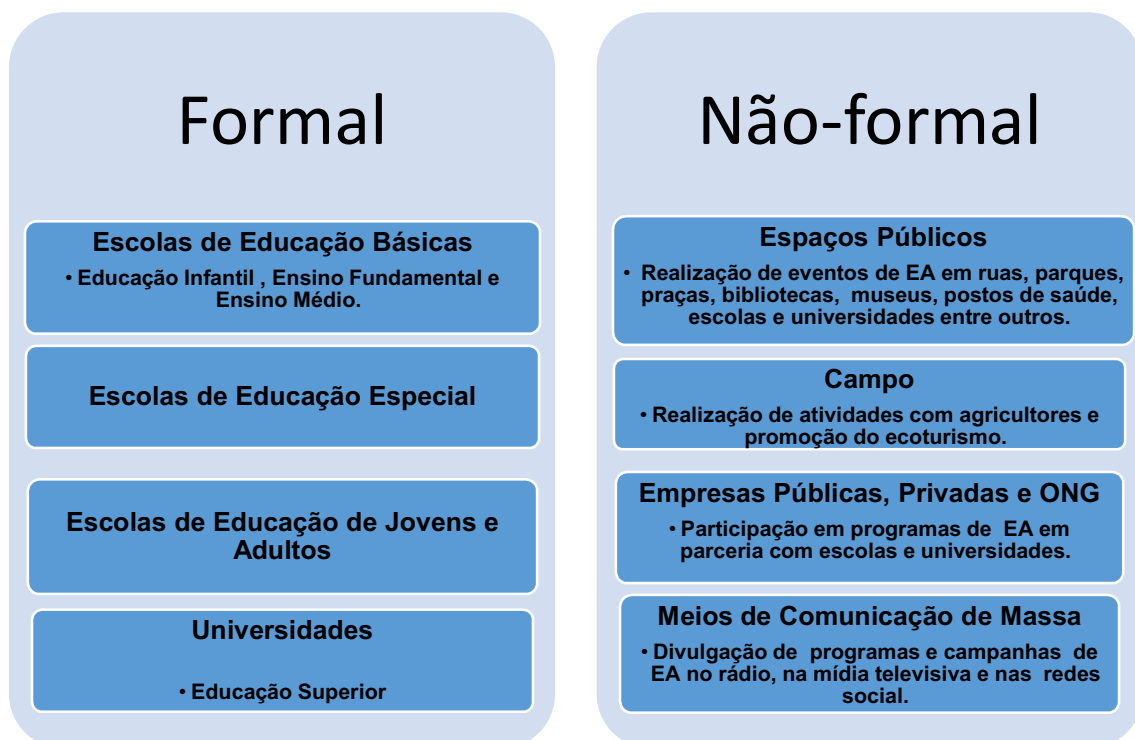 Formal
Escolas de Educação Básicas
• Educação Infantil , Ensino Fundamental e
Ensino Médio.
Escolas de Educação Especial
Escolas de Educação de Jovens e
Adultos
Universidades
• Educação Superior
Não-formal
Espaços Públicos
• Realização de eventos de EA em ruas, parques,
praças, bibliotecas, museus, postos de saúde,
escolas e universidades entre outros.
Campo
• Realização de atividades com agricultores e
promoção do ecoturismo.
Empresas Públicas, Privadas e ONG
• Participação em programas de EA em
parceria com escolas e universidades.
Meios de Comunicação de Massa
• Divulgação de programas e campanhas de
EA no rádio, na mídia televisiva e nas redes
social.